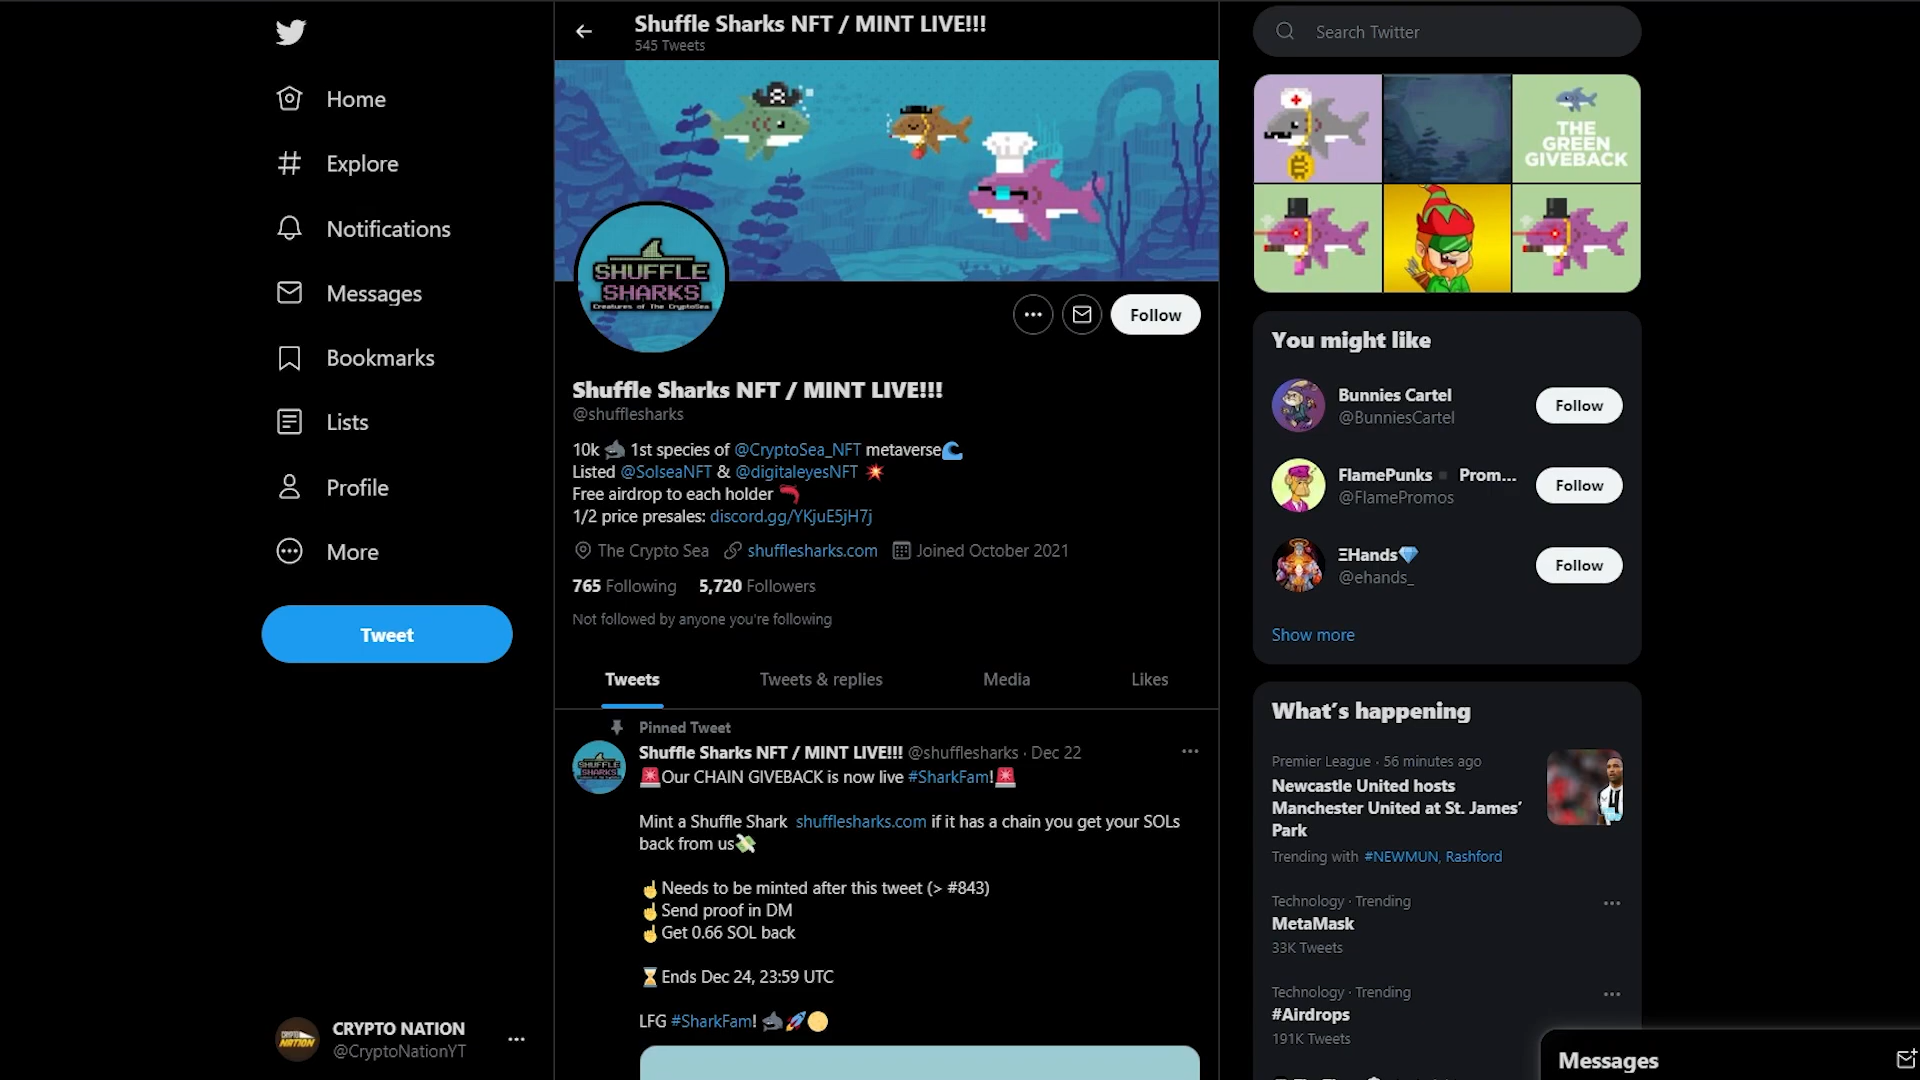 Home
Explore
Notifications
Messages
Bookmarks
Lists
Profile
More
Tweet
CRYPTO NATION
@CryptoNationYT
Shuffle Sharks NFT / MINT LIVE!!!
545 Tweets
SHUFFLE
SHARKS
Creatures of The CryptoSea
Follow
Shuffle Sharks NFT / MINT LIVE!!!
@shufflesharks
10k 🦈 1st species of @CryptoSea_NFT metaverse🌊
Listed @SolseaNFT & @digitaleyesNFT 💥
Free airdrop to each holder 🦐
1/2 price presales: discord.gg/YKjuE5jH7j
The Crypto Sea shufflesharks.com Joined October 2021
765 Following 5,720 Followers
Not followed by anyone you're following
Tweets Tweets & replies Media Likes
Pinned Tweet
Shuffle Sharks NFT / MINT LIVE!!! @shufflesharks · Dec 22
🚨Our CHAIN GIVEBACK is now live #SharkFam!🚨
Mint a Shuffle Shark shufflesharks.com if it has a chain you get your SOLs
back from us💸
☝Needs to be minted after this tweet (> #843)
☝Send proof in DM
☝Get 0.66 SOL back
⌛Ends Dec 24, 23:59 UTC
LFG #SharkFam! 🦈🚀🌕
Search Twitter
THE
GREEN
GIVEBACK
You might like
Bunnies Cartel
@BunniesCartel
Follow
FlamePunks Prom...
@FlamePromos
Follow
ΞHands💎
@ehands_
Follow
Show more
What's happening
Premier League · 56 minutes ago
Newcastle United hosts
Manchester United at St. James'
Park
Trending with #NEWMUN, Rashford
Technology · Trending
MetaMask
33K Tweets
Technology · Trending
#Airdrops
191K Tweets
Messages